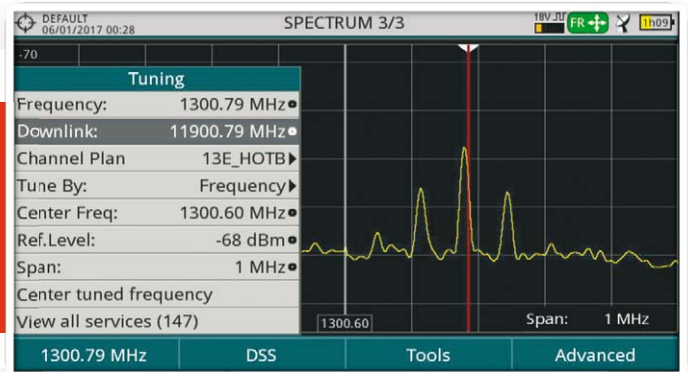 DEFAULT
06/01/2017 00:28
SPECTRUM 3/3
18V
FR
1h09
-70
Tuning
Frequency: 1300.79 MHz
Downlink: 11900.79 MHz
Channel Plan 13E_HOTB
Tune By: Frequency
Center Freq: 1300.60 MHz
Ref.Level: -68 dBm
Span: 1 MHz
Center tuned frequency
View all services (147)
1300.60
Span: 1 MHz
1300.79 MHz
DSS
Tools
Advanced